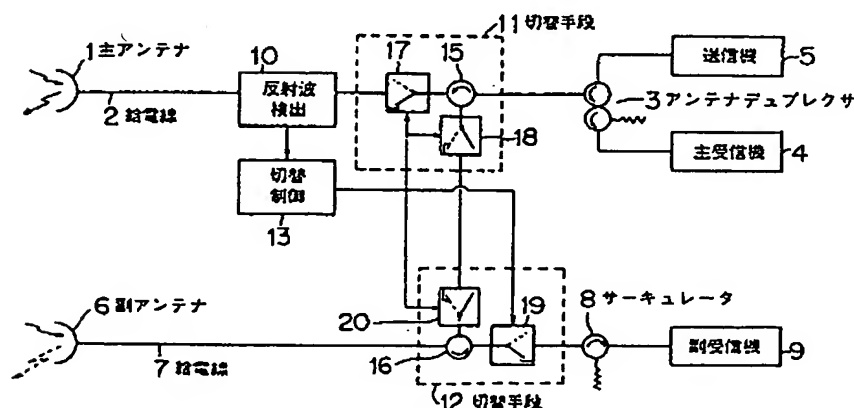 11 切替手段
1 主アンテナ
10
17
15
送信機
5
反射波
検出
3 アンテナデュプレクサ
2 給電線
18
主受信機
4
切替
制御
13
6 副アンテナ
20
19
8 サーキュレータ
副受信機
9
7 給電線
16
12 切替手段